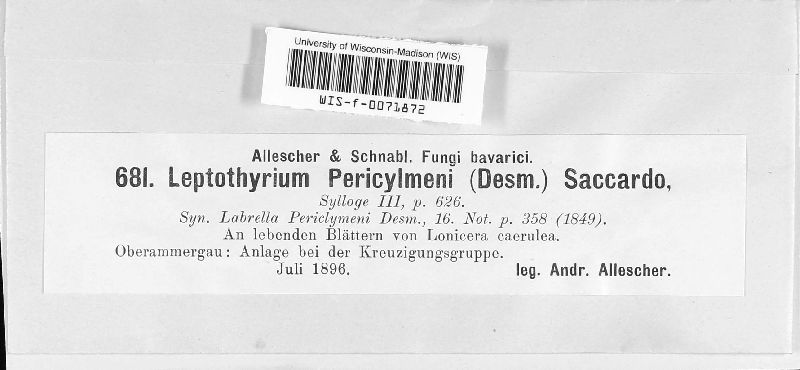 University of Wisconsin-Madison (WIS)
WIS-f-0071872
Allescher & Schnabl. Fungi bavarici.
681. Leptothyrium Pericylmeni (Desm.) Saccardo,
Sylloge III, p. 626.
Syn. Labrella Periclymeni Desm., 16. Not. p. 358 (1849).
An lebenden Blättern von Lonicera caerulea.
Oberammergau: Anlage bei der Kreuzigungsgruppe.
Juli 1896.
leg. Andr. Allescher.